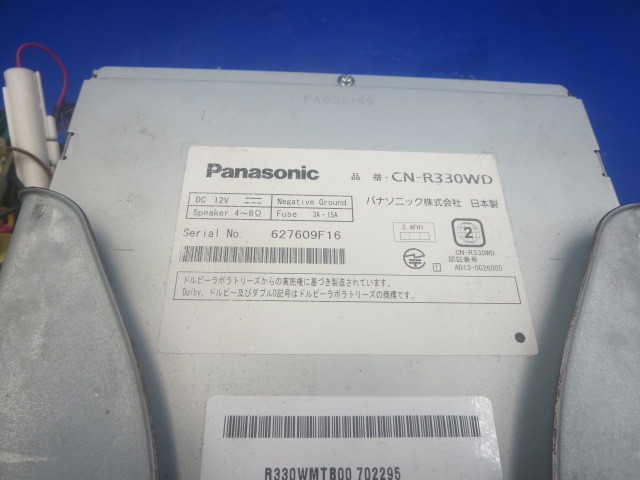 CA032199
Panasonic
品 番・CN-R330WD
DC 12V Negative Ground
Speaker 4～8Ω Fuse 3A・15A
パナソニック株式会社 日本製
Serial No. 627609F16
2.4FH1
2
CN-R330WD
認証番号
AD13-0026005
T
ドルビーラボラトリーズからの実施権に基づき製造されています。
Dolby、ドルビー及びダブルD記号はドルビーラボラトリーズの商標です。
R330WMTB00 702295